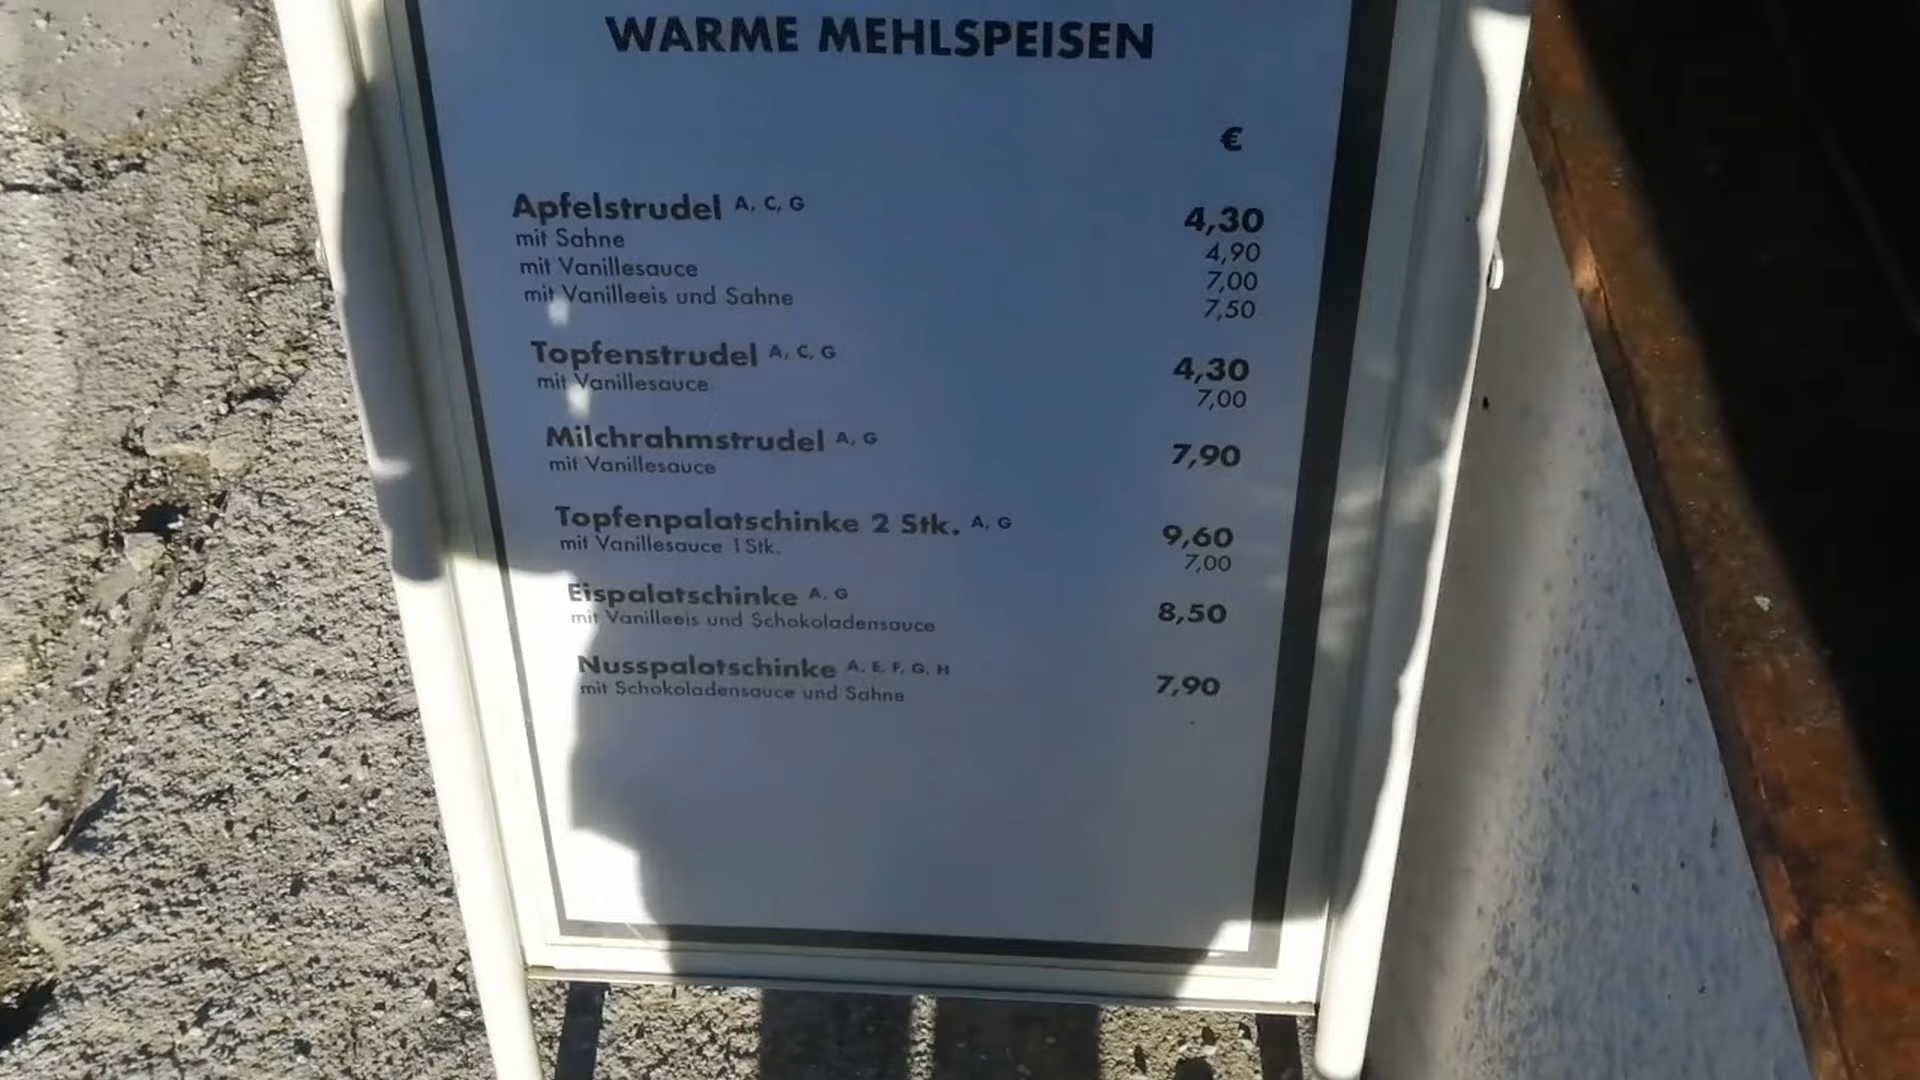 WARME MEHLSPEISEN
€
Apfelstrudel A, C, G 4,30
mit Sahne 4,90
mit Vanillesauce 7,00
mit Vanilleeis und Sahne 7,50
Topfenstrudel A, C, G 4,30
mit Vanillesauce 7,00
Milchrahmstrudel A, G 7,90
mit Vanillesauce
Topfenpalatschinke 2 Stk. A, G 9,60
mit Vanillesauce 1 Stk. 7,00
Eispalatschinke A, G 8,50
mit Vanilleeis und Schokoladensauce
Nusspalatschinke A, E, F, G, H 7,90
mit Schokoladensauce und Sahne